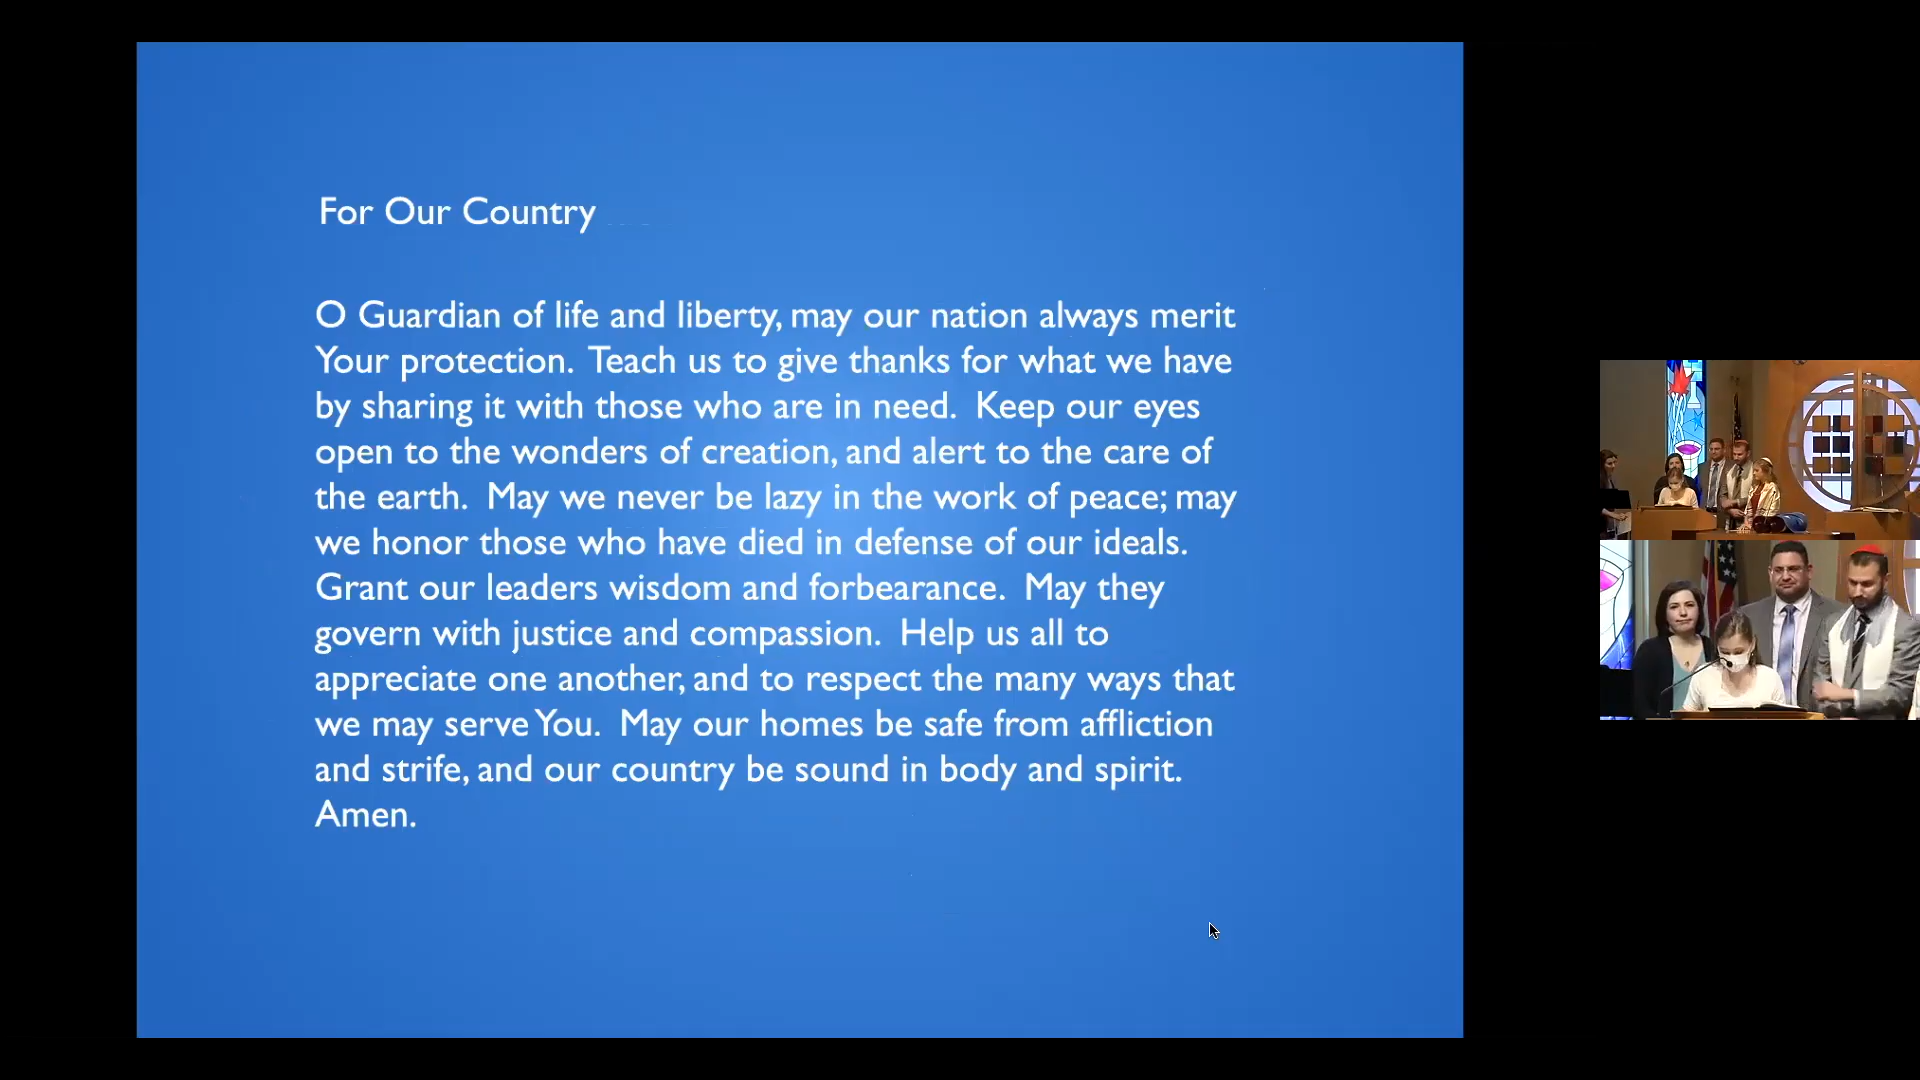 For Our Country
O Guardian of life and liberty, may our nation always merit
Your protection.  Teach us to give thanks for what we have
by sharing it with those who are in need.  Keep our eyes
open to the wonders of creation, and alert to the care of
the earth.  May we never be lazy in the work of peace; may
we honor those who have died in defense of our ideals.
Grant our leaders wisdom and forbearance.  May they
govern with justice and compassion.  Help us all to
appreciate one another, and to respect the many ways that
we may serve You.  May our homes be safe from affliction
and strife, and our country be sound in body and spirit.
Amen.